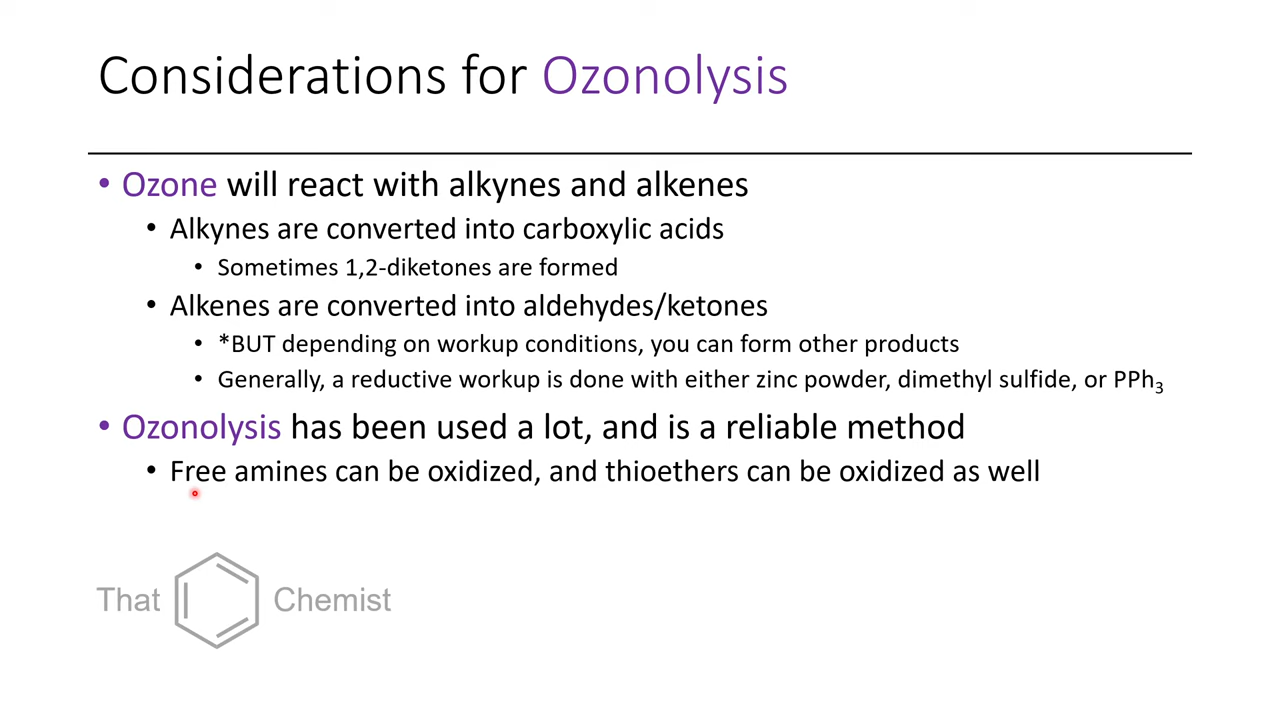 Considerations for Ozonolysis
• Ozone will react with alkynes and alkenes
• Alkynes are converted into carboxylic acids
• Sometimes 1,2-diketones are formed
• Alkenes are converted into aldehydes/ketones
• *BUT depending on workup conditions, you can form other products
• Generally, a reductive workup is done with either zinc powder, dimethyl sulfide, or PPh₃
• Ozonolysis has been used a lot, and is a reliable method
• Free amines can be oxidized, and thioethers can be oxidized as well
That Chemist